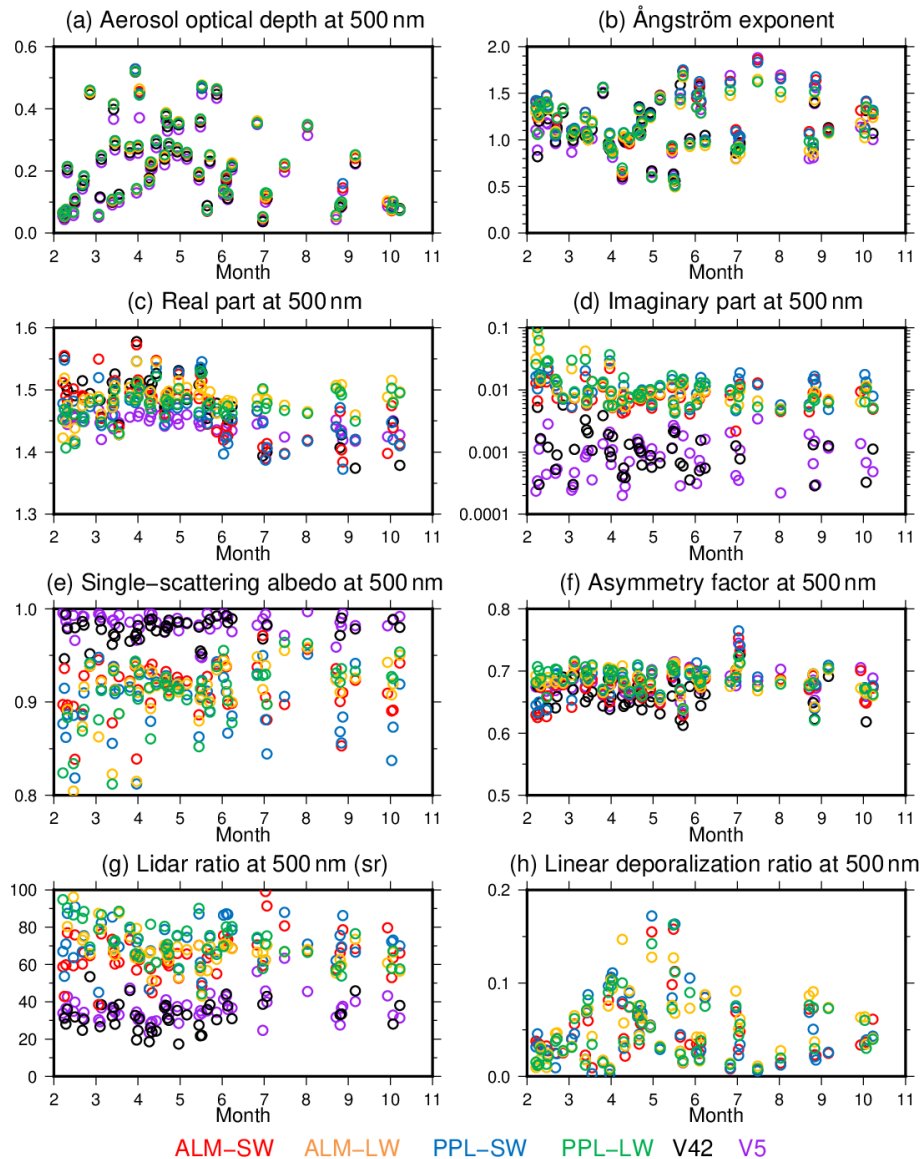 (a) Aerosol optical depth at 500 nm
0.6
0.4
0.2
0.0
2 3 4 5 6 7 8 9 10 11
Month
(b) Ångström exponent
2.0
1.5
1.0
0.5
0.0
2 3 4 5 6 7 8 9 10 11
Month
(c) Real part at 500 nm
1.6
1.5
1.4
1.3
2 3 4 5 6 7 8 9 10 11
Month
(d) Imaginary part at 500 nm
0.1
0.01
0.001
0.0001
2 3 4 5 6 7 8 9 10 11
Month
(e) Single−scattering albedo at 500 nm
1.0
0.9
0.8
2 3 4 5 6 7 8 9 10 11
Month
(f) Asymmetry factor at 500 nm
0.8
0.7
0.6
0.5
2 3 4 5 6 7 8 9 10 11
Month
(g) Lidar ratio at 500 nm (sr)
100
80
60
40
20
0
2 3 4 5 6 7 8 9 10 11
Month
(h) Linear deporalization ratio at 500 nm
0.2
0.1
0.0
2 3 4 5 6 7 8 9 10 11
Month
ALM−SW ALM−LW PPL−SW PPL−LW V42 V5